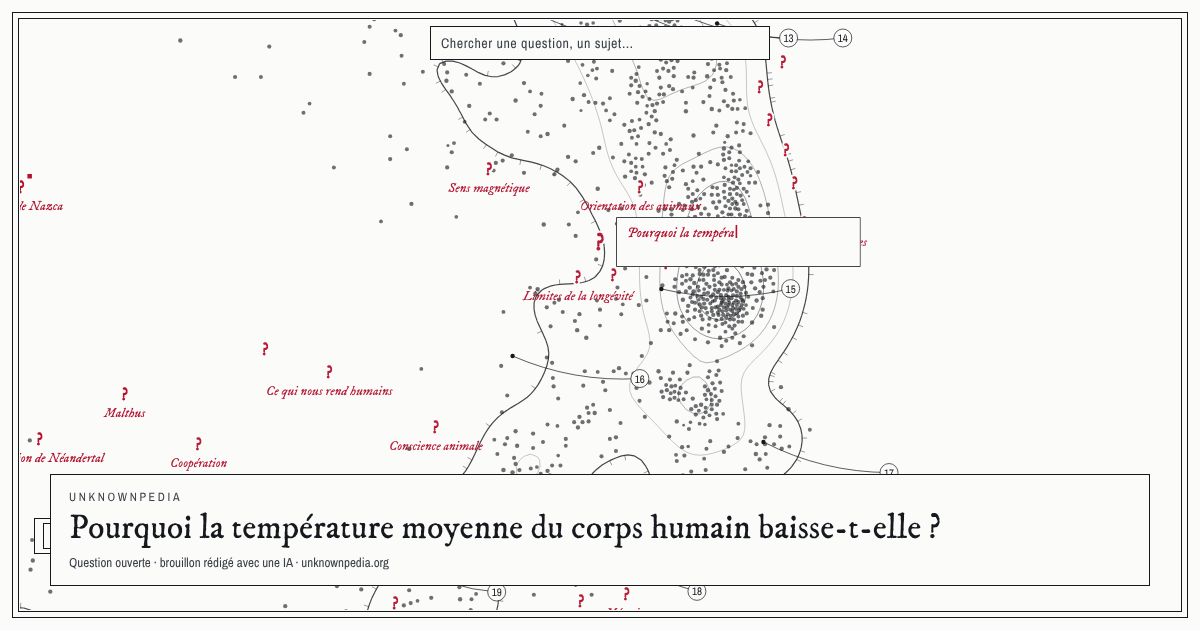 Chercher une question, un sujet...
13
14
Sens magnétique
Orientation des animaux
de Nazca
Pourquoi la tempéra
es
Limites de la longévité
15
Ce qui nous rend humains
16
Malthus
Conscience animale
on de Néandertal
Coopération
17
UNKNOWNPEDIA
Pourquoi la température moyenne du corps humain baisse-t-elle ?
Question ouverte · brouillon rédigé avec une IA · unknownpedia.org
19
18